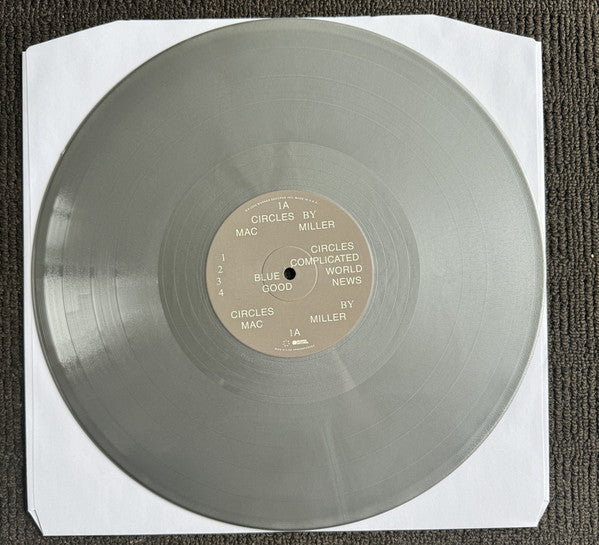 1A
CIRCLES BY
MAC MILLER
1 CIRCLES
2 COMPLICATED
3 BLUE WORLD
4 GOOD NEWS
CIRCLES BY
MAC MILLER
1A